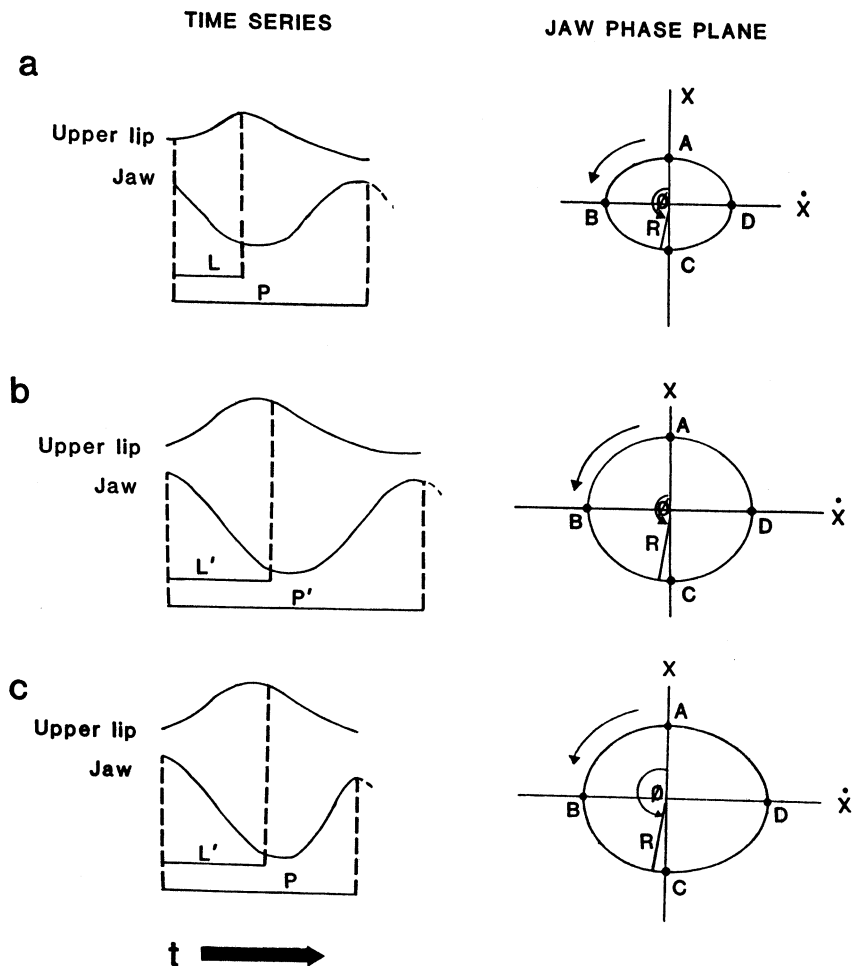 TIME SERIES
JAW PHASE PLANE
a
Upper lip
Jaw
L
P
X
A
B
Ø
R
D
Ẋ
C
b
Upper lip
Jaw
L'
P'
X
A
B
Ø
R
D
Ẋ
C
c
Upper lip
Jaw
L'
P
X
A
B
Ø
R
D
Ẋ
C
t